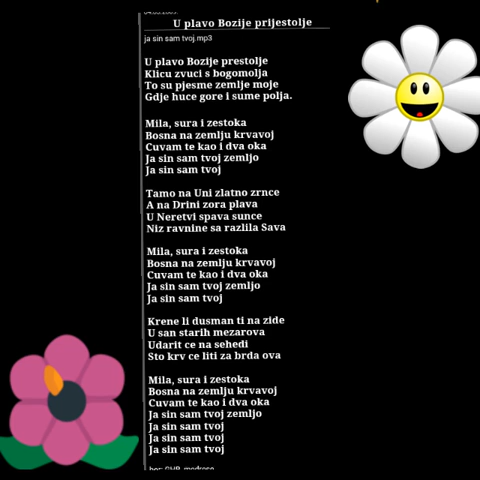 U plavo Bozije prijestolje
ja sin sam tvoj.mp3
U plavo Bozije prestolje
Klicu zvuci s bogomolja
To su pjesme zemlje moje
Gdje huce gore i sume polja.
Mila, sura i zestoka
Bosna na zemlju krvavoj
Cuvam te kao i dva oka
Ja sin sam tvoj zemljo
Ja sin sam tvoj
Tamo na Uni zlatno zrnce
A na Drini zora plava
U Neretvi spava sunce
Niz ravnine sa razlila Sava
Mila, sura i zestoka
Bosna na zemlju krvavoj
Cuvam te kao i dva oka
Ja sin sam tvoj zemljo
Ja sin sam tvoj
Krene li dusman ti na zide
U san starih mezarova
Udarit ce na sehedi
Sto krv ce liti za brda ova
Mila, sura i zestoka
Bosna na zemlju krvavoj
Cuvam te kao i dva oka
Ja sin sam tvoj zemljo
Ja sin sam tvoj
Ja sin sam tvoj
Ja sin sam tvoj